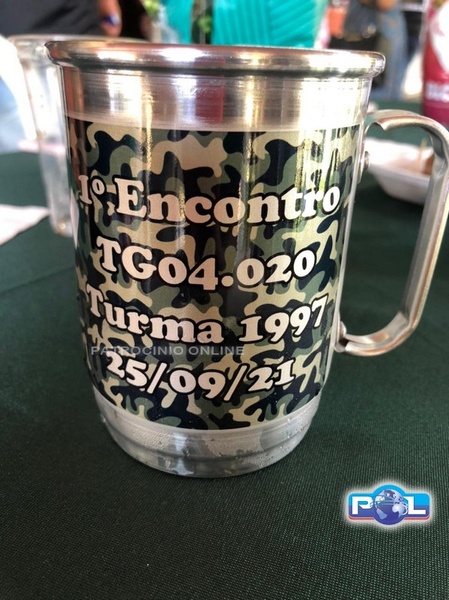 1º Encontro
TG04.020
Turma 1997
PATROCINIO ONLINE
25/09/21
POL